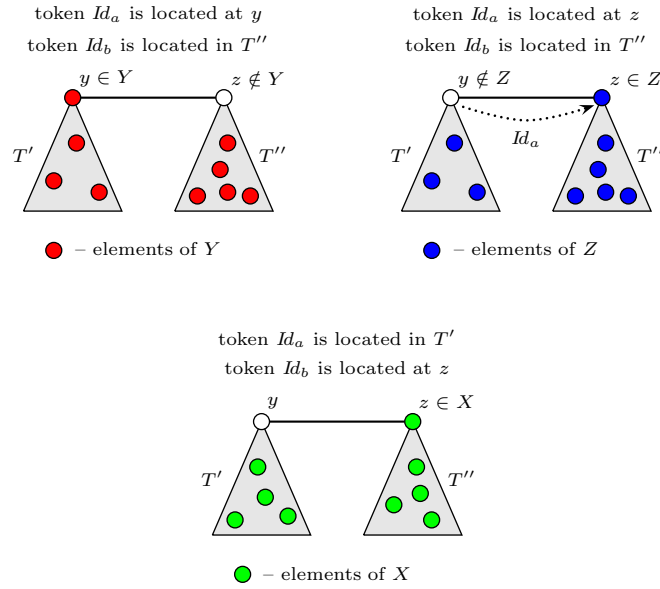 token Id_a is located at y
token Id_b is located in T''
y ∈ Y
z ∉ Y
T'
T''
– elements of Y
token Id_a is located at z
token Id_b is located in T''
y ∉ Z
z ∈ Z
Id_a
T'
T''
– elements of Z
token Id_a is located in T'
token Id_b is located at z
y
z ∈ X
T'
T''
– elements of X